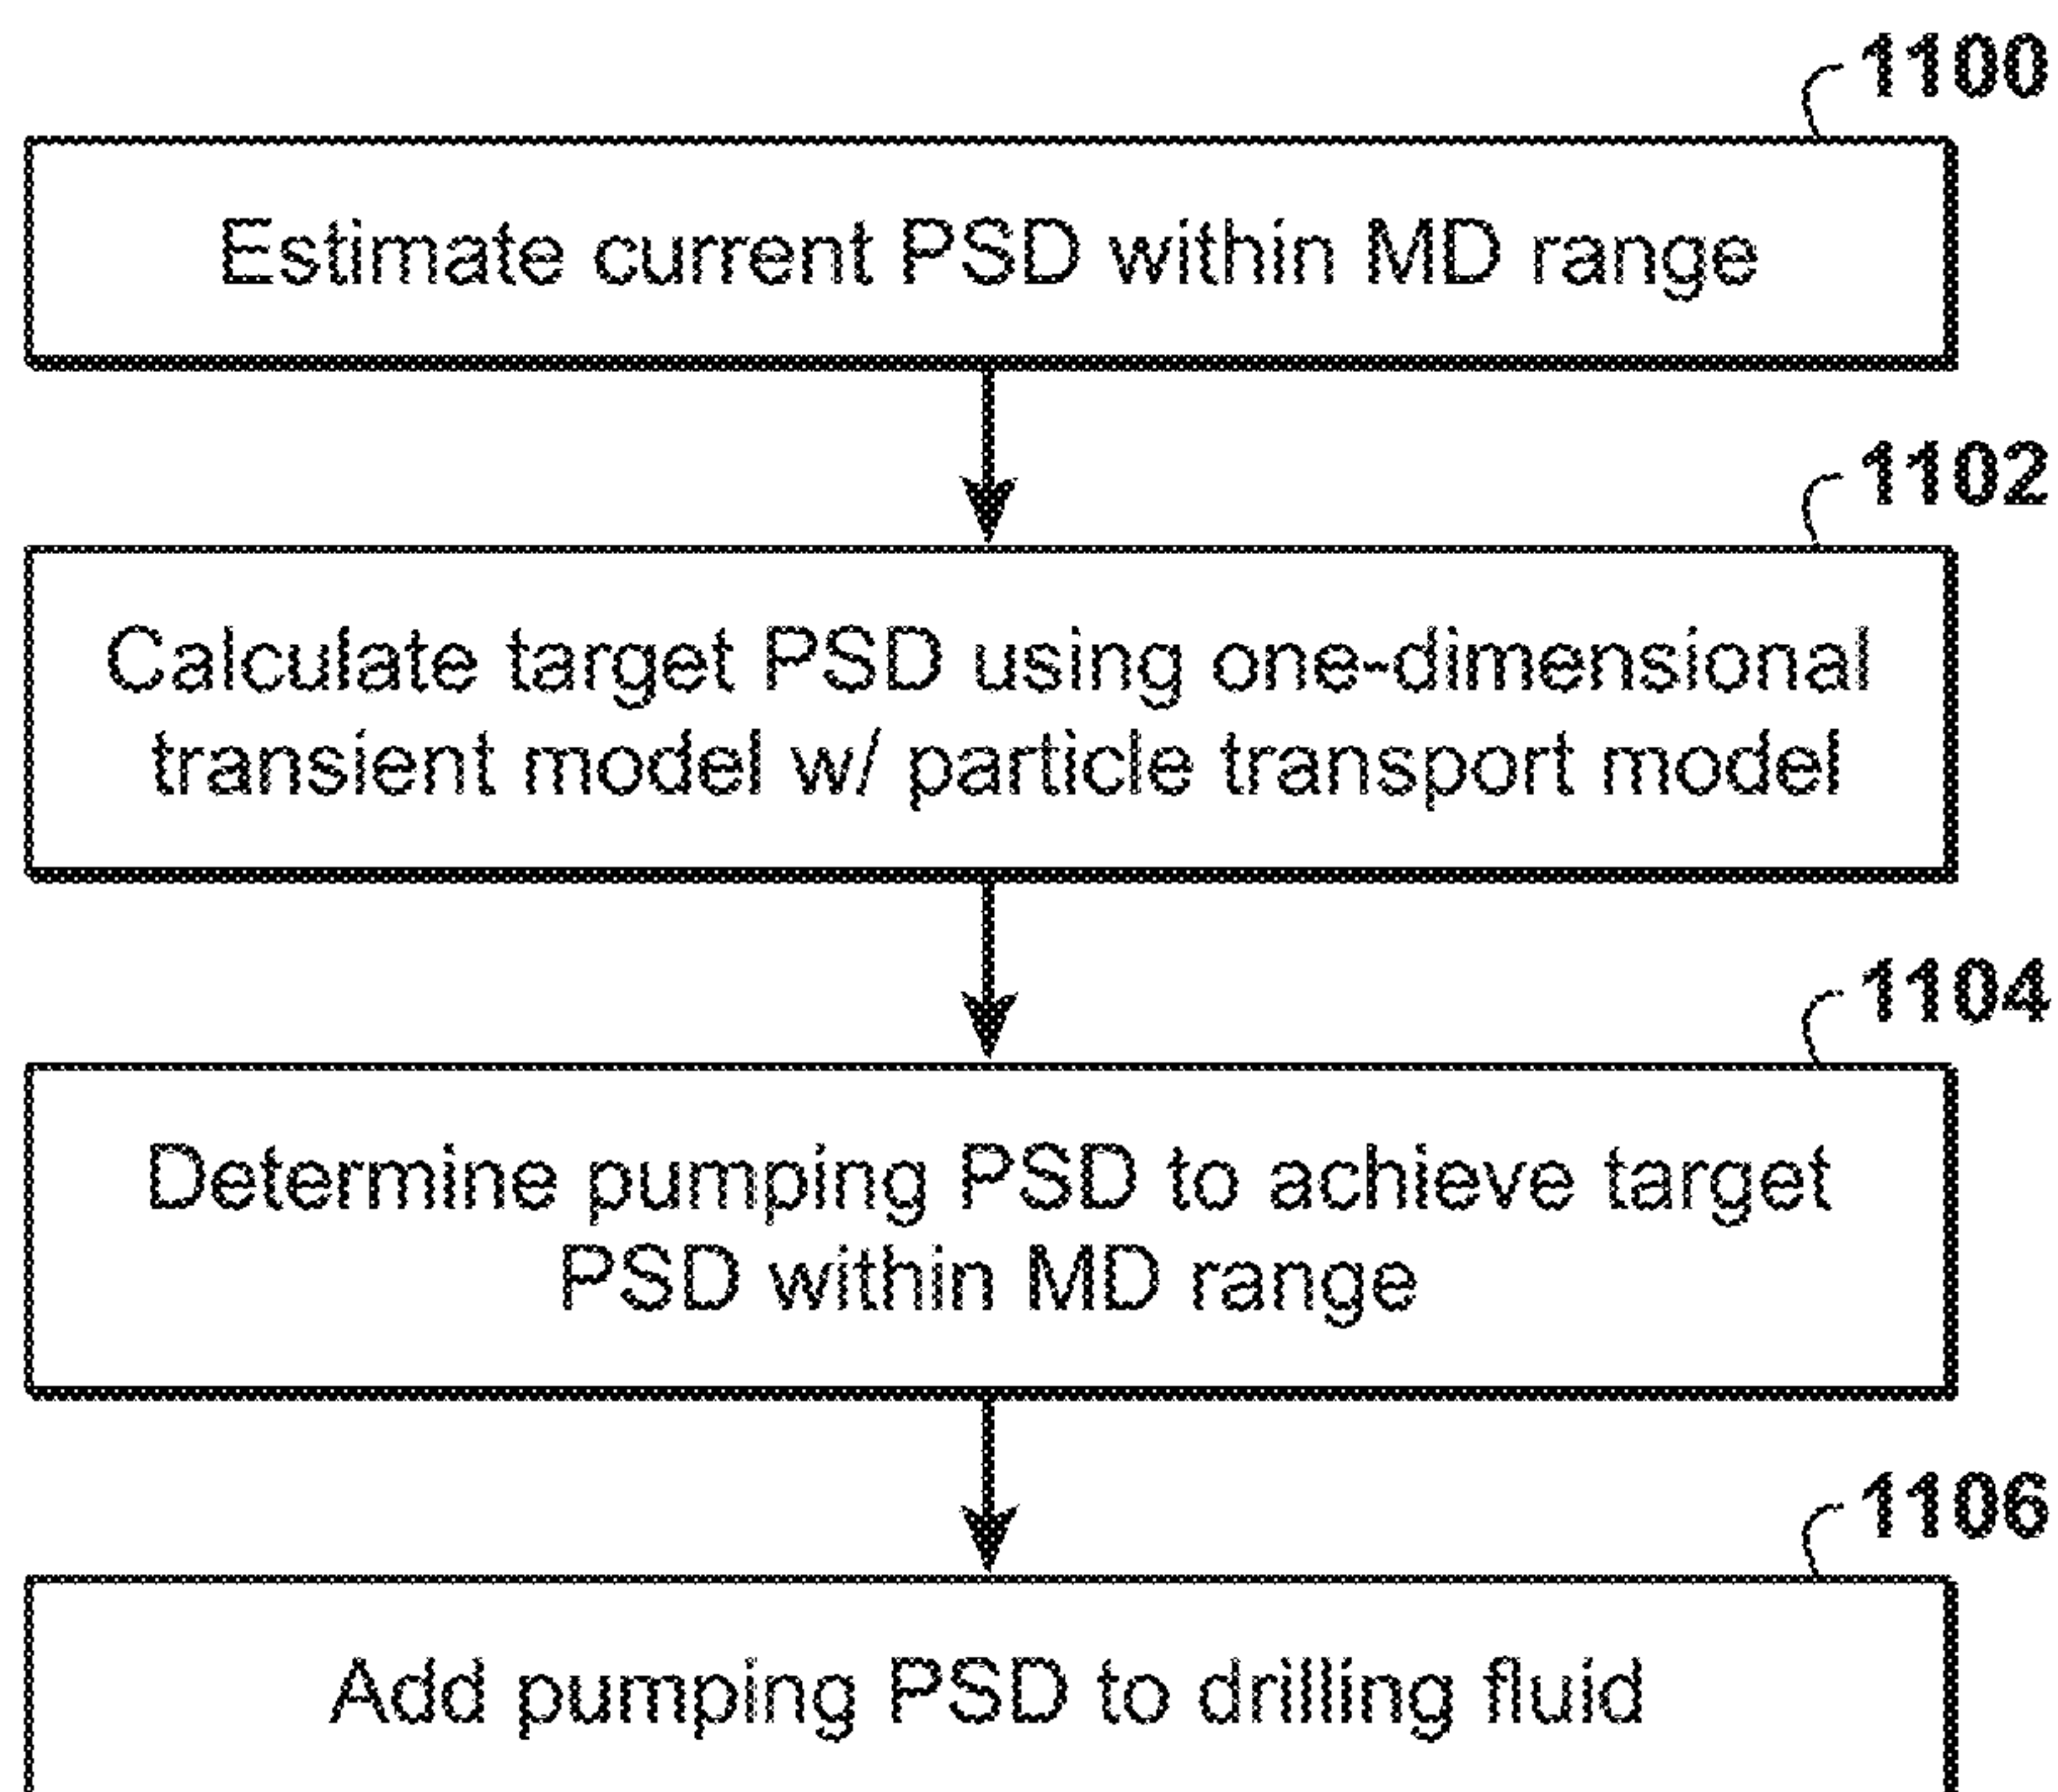 1100
Estimate current PSD within MD range
1102
Calculate target PSD using one-dimensional
transient model w/ particle transport model
1104
Determine pumping PSD to achieve target
PSD within MD range
1106
Add pumping PSD to drilling fluid